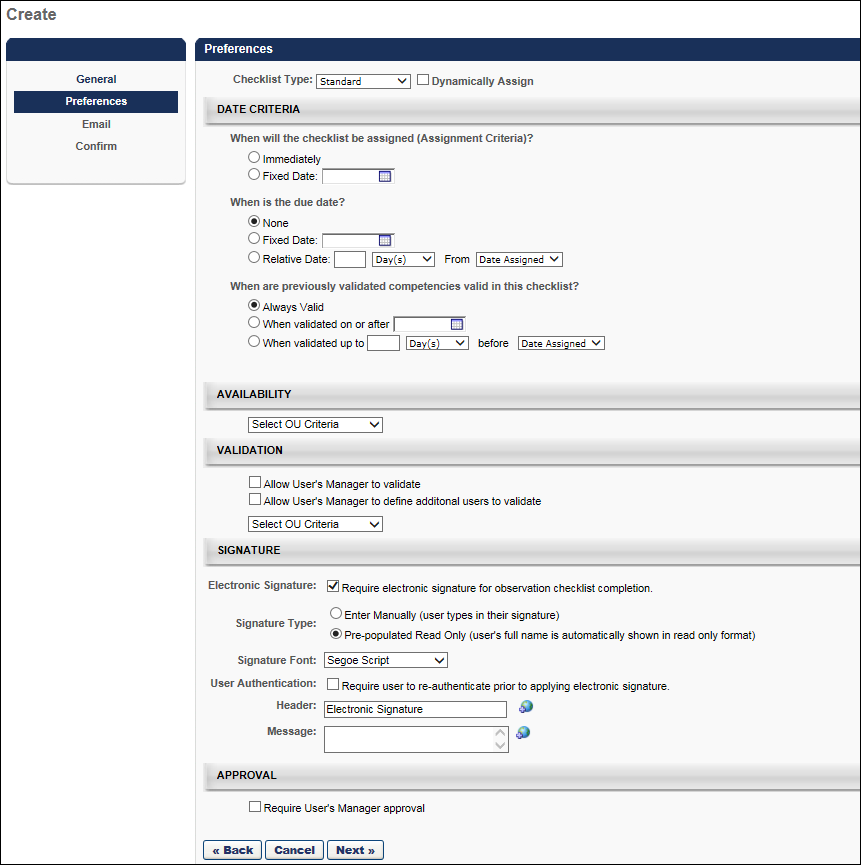 Create
General
Preferences
Email
Confirm
Preferences
Checklist Type: Standard Dynamically Assign
DATE CRITERIA
When will the checklist be assigned (Assignment Criteria)?
Immediately
Fixed Date:
When is the due date?
None
Fixed Date:
Relative Date: Day(s) From Date Assigned
When are previously validated competencies valid in this checklist?
Always Valid
When validated on or after
When validated up to Day(s) before Date Assigned
AVAILABILITY
Select OU Criteria
VALIDATION
Allow User's Manager to validate
Allow User's Manager to define additonal users to validate
Select OU Criteria
SIGNATURE
Electronic Signature: Require electronic signature for observation checklist completion.
Signature Type: Enter Manually (user types in their signature)
Pre-populated Read Only (user's full name is automatically shown in read only format)
Signature Font: Segoe Script
User Authentication: Require user to re-authenticate prior to applying electronic signature.
Header: Electronic Signature
Message:
APPROVAL
Require User's Manager approval
« Back Cancel Next »